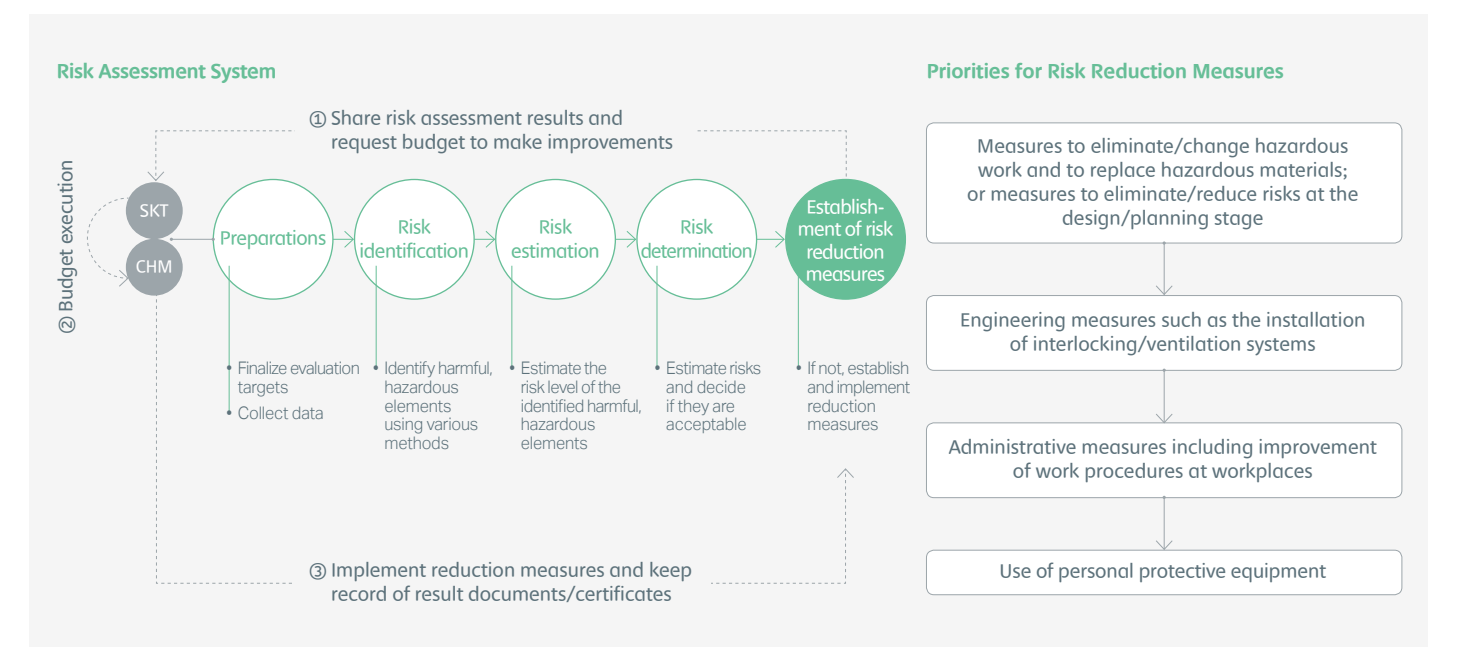 Risk Assessment System
① Share risk assessment results and
request budget to make improvements
② Budget execution
SKT
CHM
Preparations
Risk
identification
Risk
estimation
Risk
determination
Establish-
ment of risk
reduction
measures
• Finalize evaluation
targets
• Collect data
• Identify harmful,
hazardous
elements
using various
methods
• Estimate the
risk level of the
identified harmful,
hazardous
elements
• Estimate risks
and decide
if they are
acceptable
• If not, establish
and implement
reduction
measures
③ Implement reduction measures and keep
record of result documents/certificates
Priorities for Risk Reduction Measures
Measures to eliminate/change hazardous
work and to replace hazardous materials;
or measures to eliminate/reduce risks at the
design/planning stage
Engineering measures such as the installation
of interlocking/ventilation systems
Administrative measures including improvement
of work procedures at workplaces
Use of personal protective equipment